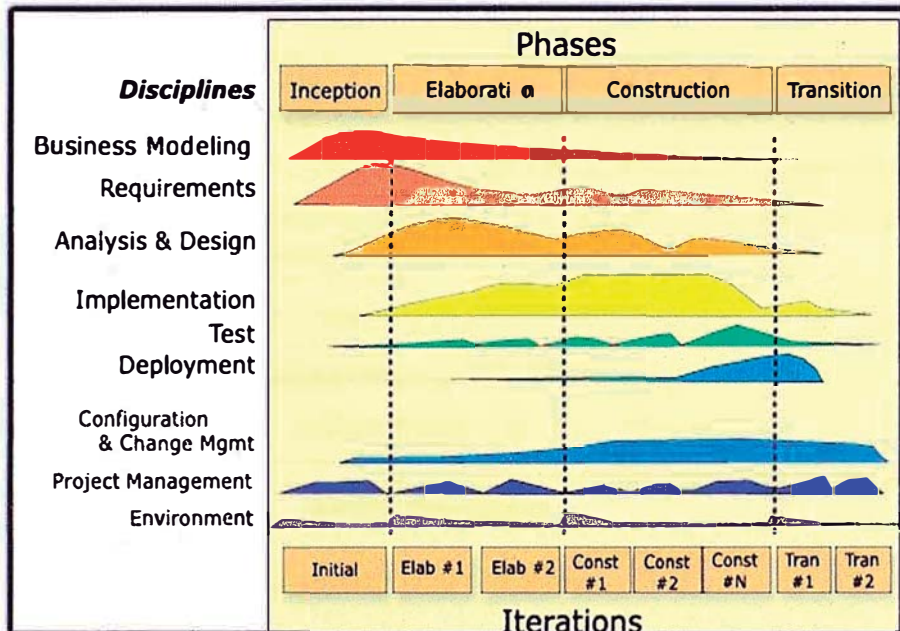 Phases
Disciplines
Inception
Elaborati α
Construction
Transition
Business Modeling
Requirements
Analysis & Design
Implementation
Test
Deployment
Configuration
& Change Mgmt
Project Management
Environment
Initial
Elab #1
Elab #2
Const
#1
Const
#2
Const
#N
Tran
#1
Tran
#2
Iterations